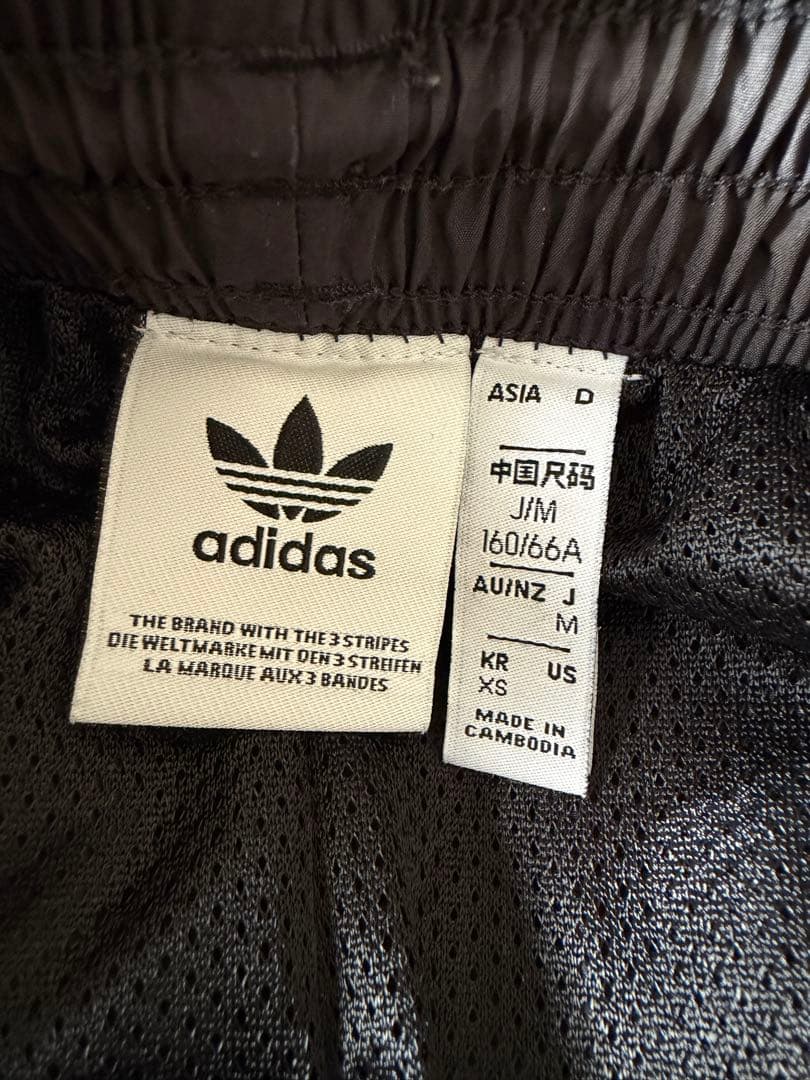 adidas
THE BRAND WITH THE 3 STRIPES
DIE WELTMARKE MIT DEN 3 STREIFEN
LA MARQUE AUX 3 BANDES
ASIA D
中国尺码
J/M
160/66A
AU/NZ J
M
KR US
XS
MADE IN
CAMBODIA